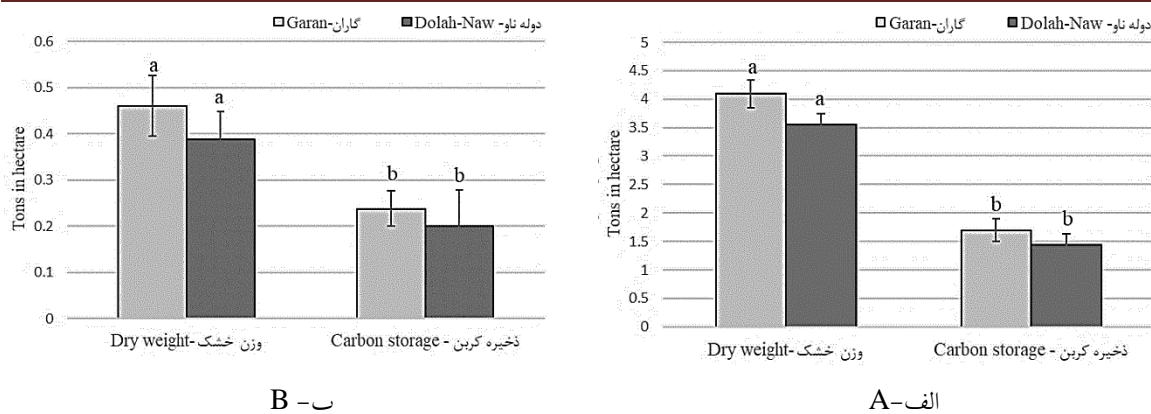 Garan-گاران Dolah-Naw -دوله ناو
Tons in hectare
0.6
0.5
0.4
0.3
0.2
0.1
0
a
a
b
b
Dry weight-وزن خشک
Carbon storage - ذخیره کربن
B -ب
Garan-گاران Dolah-Naw -دوله ناو
Tons in hectare
5
4.5
4
3.5
3
2.5
2
1.5
1
0.5
0
a
a
b
b
Dry weight-وزن خشک
Carbon storage - ذخیره کربن
A-الف